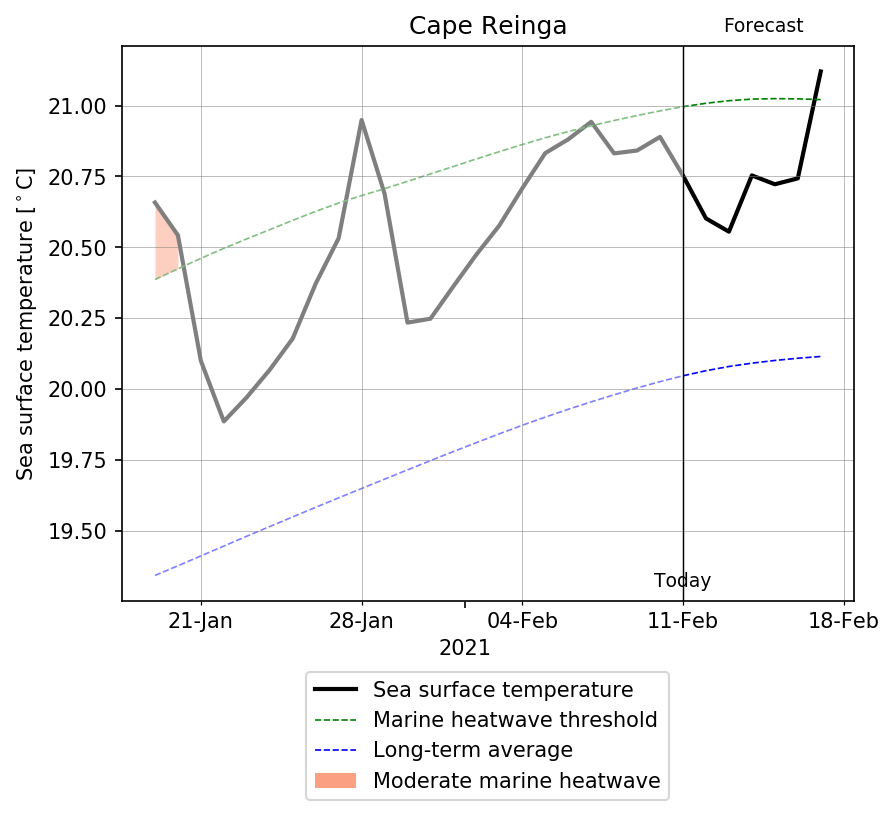 Cape Reinga
Forecast
Sea surface temperature [°C]
21.00
20.75
20.50
20.25
20.00
19.75
19.50
Today
21-Jan
28-Jan
04-Feb
11-Feb
18-Feb
2021
Sea surface temperature
Marine heatwave threshold
Long-term average
Moderate marine heatwave